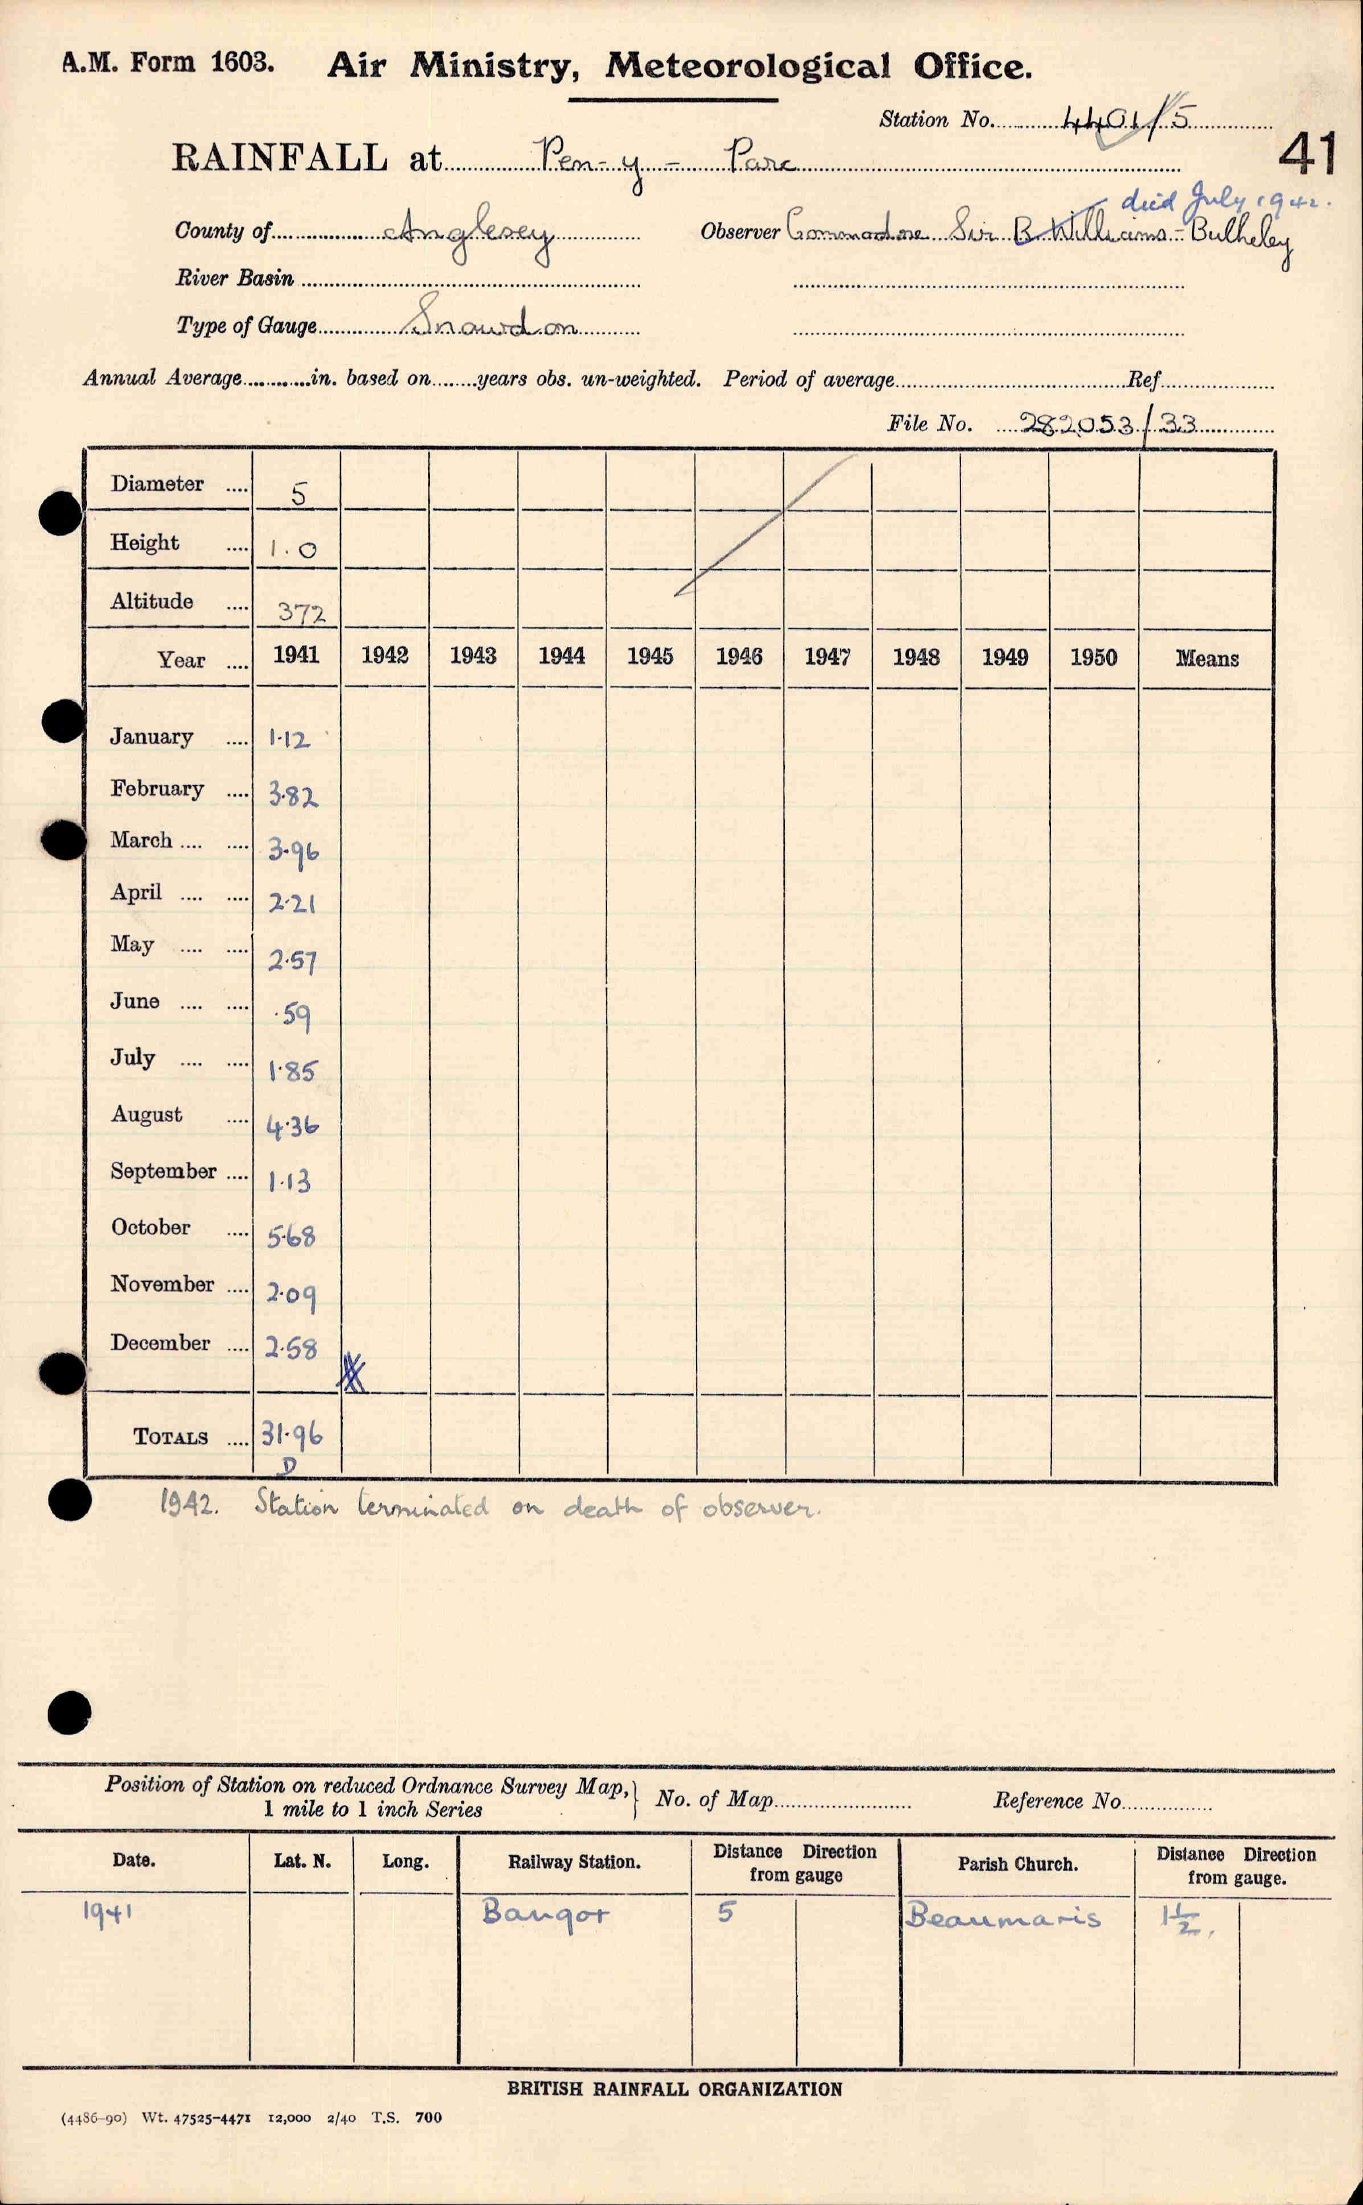 A.M. Form 1603. Air Ministry, Meteorological Office.
Station No. 4401/5
41
RAINFALL at Pen-y-Parc
died July 1942.
County of Anglesey Observer Commodore Sir R. Williams-Bulkeley
River Basin
Type of Gauge Snowdon
Annual Average in. based on years obs. un-weighted. Period of average Ref
File No. 282053/33
Diameter .... 5
Height .... 1.0
Altitude .... 372
Year .... 1941 1942 1943 1944 1945 1946 1947 1948 1949 1950 Means
January .... 1.12
February .... 3.82
March .... .... 3.96
April .... .... 2.21
May .... .... 2.57
June .... .... .59
July .... .... 1.85
August .... 4.36
September .... 1.13
October .... 5.68
November .... 2.09
December .... 2.58
TOTALS .... 31.96
D
1942. Station terminated on death of observer.
Position of Station on reduced Ordnance Survey Map, } No. of Map Reference No.
1 mile to 1 inch Series
Date. Lat. N. Long. Railway Station. Distance Direction from gauge Parish Church. Distance Direction from gauge.
1941 Bangor 5 Beaumaris 1½
BRITISH RAINFALL ORGANIZATION
(4486-90) Wt. 47525-4471 12,000 2/40 T.S. 700